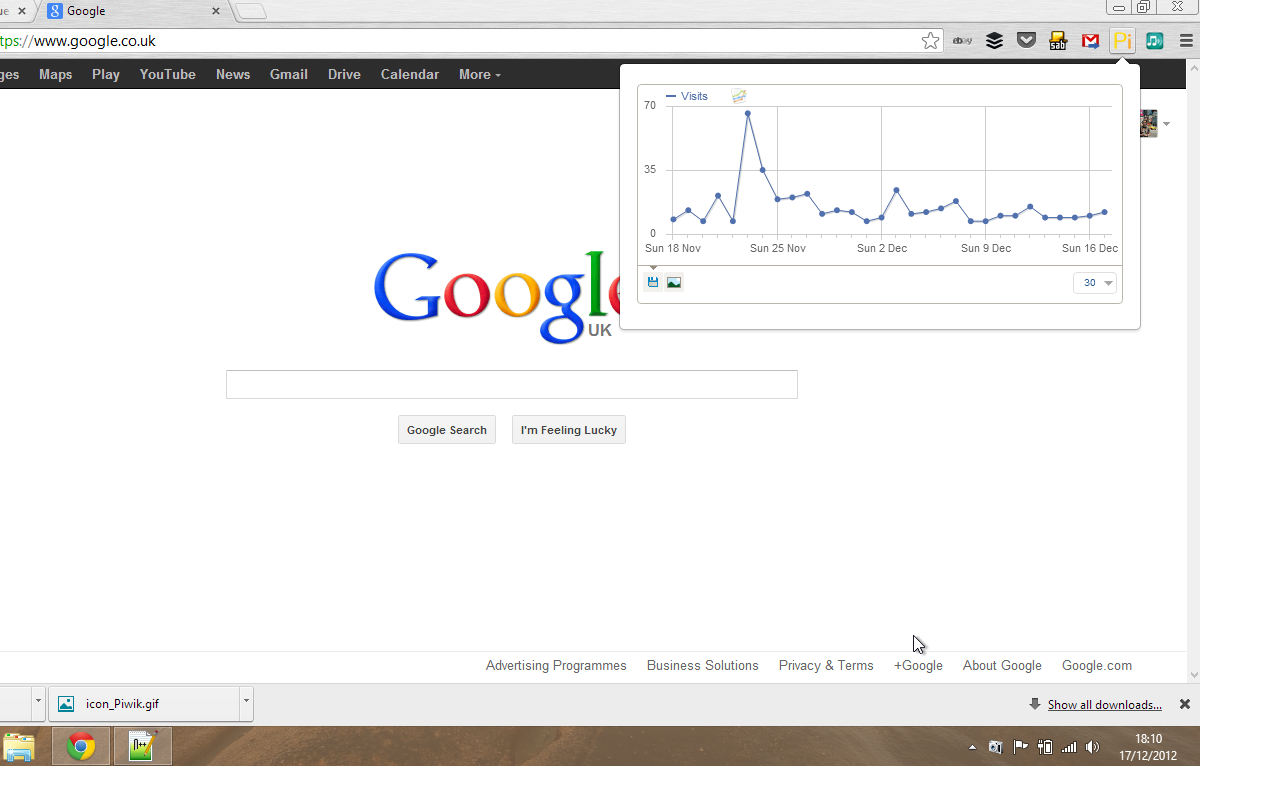 ue
Google
tps://www.google.co.uk
ebay
sab
Pi
ges Maps Play YouTube News Gmail Drive Calendar More
Visits
70
35
0
Sun 18 Nov Sun 25 Nov Sun 2 Dec Sun 9 Dec Sun 16 Dec
30
Google
UK
Google Search I'm Feeling Lucky
Advertising Programmes Business Solutions Privacy & Terms +Google About Google Google.com
icon_Piwik.gif
Show all downloads...
18:10
17/12/2012